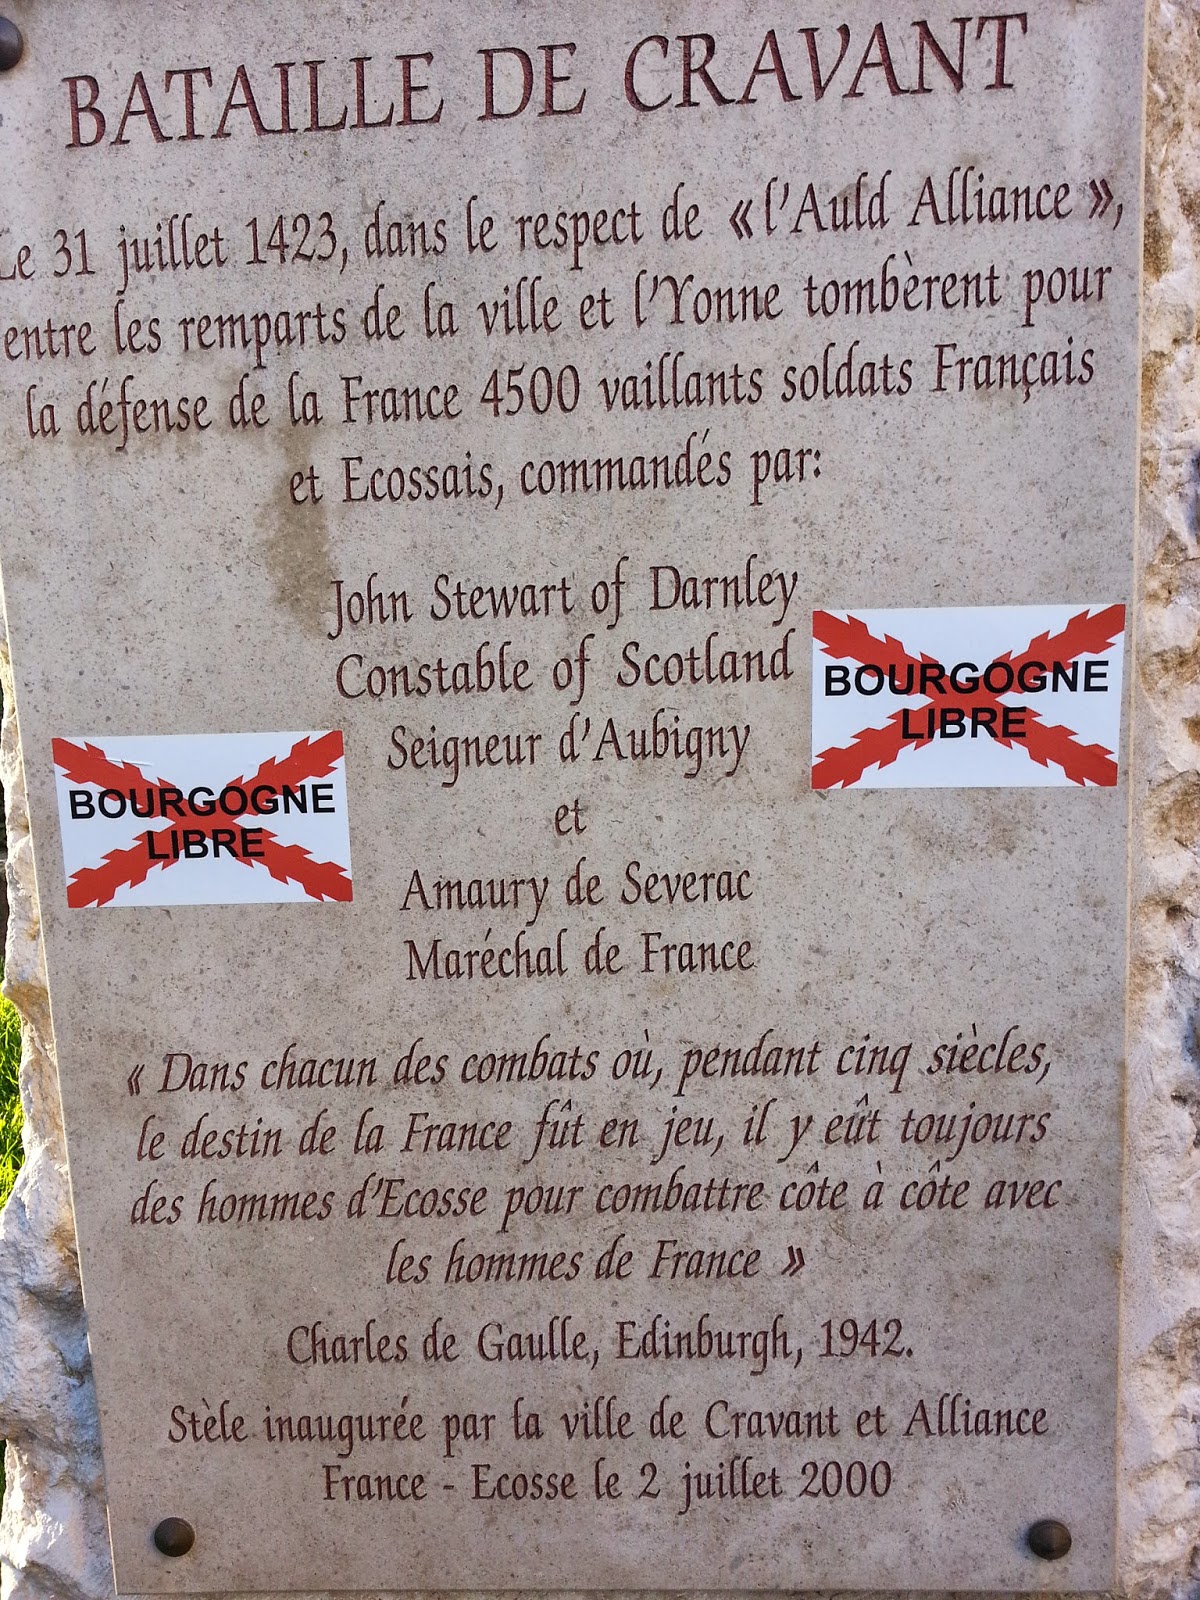 BATAILLE DE CRAVANT
Le 31 juillet 1423, dans le respect de « l'Auld Alliance »,
entre les remparts de la ville et l'Yonne tombèrent pour
la défense de la France 4500 vaillants soldats Français
et Ecossais, commandés par:
John Stewart of Darnley
Constable of Scotland
Seigneur d'Aubigny
et
Amaury de Severac
Maréchal de France
BOURGOGNE
LIBRE
BOURGOGNE
LIBRE
« Dans chacun des combats où, pendant cinq siècles,
le destin de la France fût en jeu, il y eût toujours
des hommes d'Ecosse pour combattre côte à côte avec
les hommes de France »
Charles de Gaulle, Edinburgh, 1942.
Stèle inaugurée par la ville de Cravant et Alliance
France - Ecosse le 2 juillet 2000